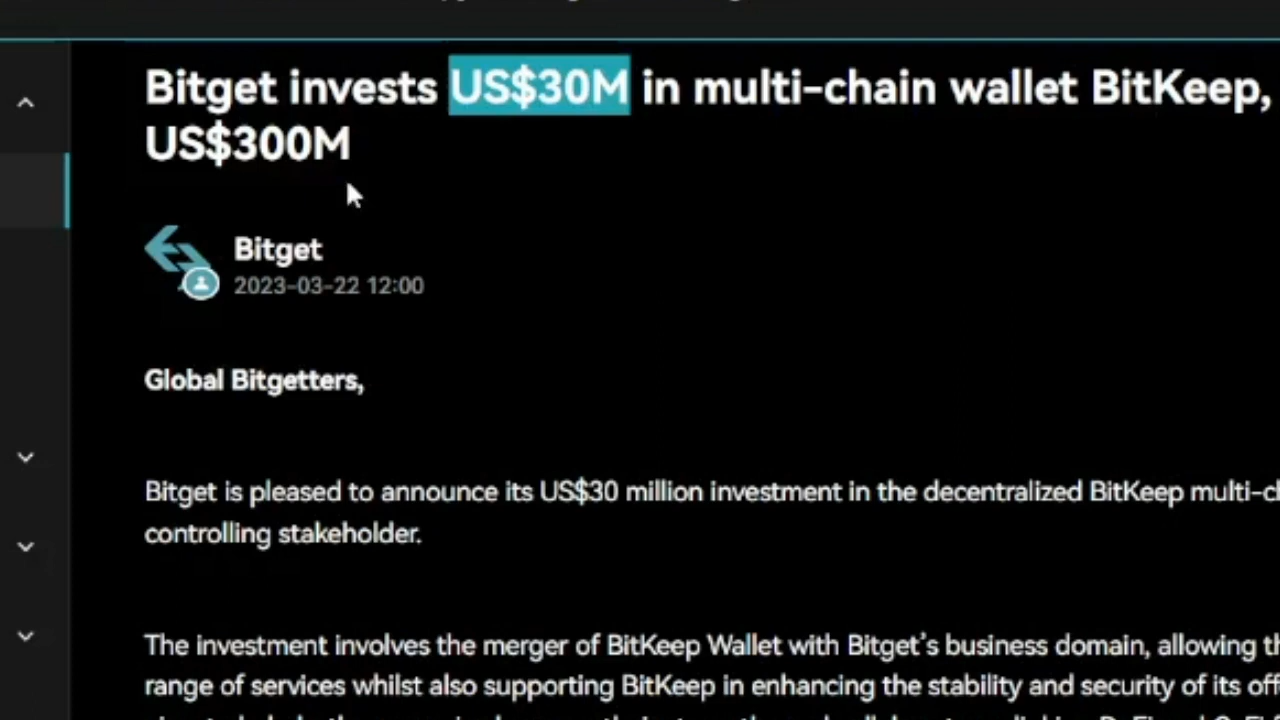 Bitget invests US$30M in multi-chain wallet BitKeep,
US$300M
Bitget
2023-03-22 12:00
Global Bitgetters,
Bitget is pleased to announce its US$30 million investment in the decentralized BitKeep
controlling stakeholder.
The investment involves the merger of BitKeep Wallet with Bitget's business domain, allowing
range of services whilst also supporting BitKeep in enhancing the stability and security of its